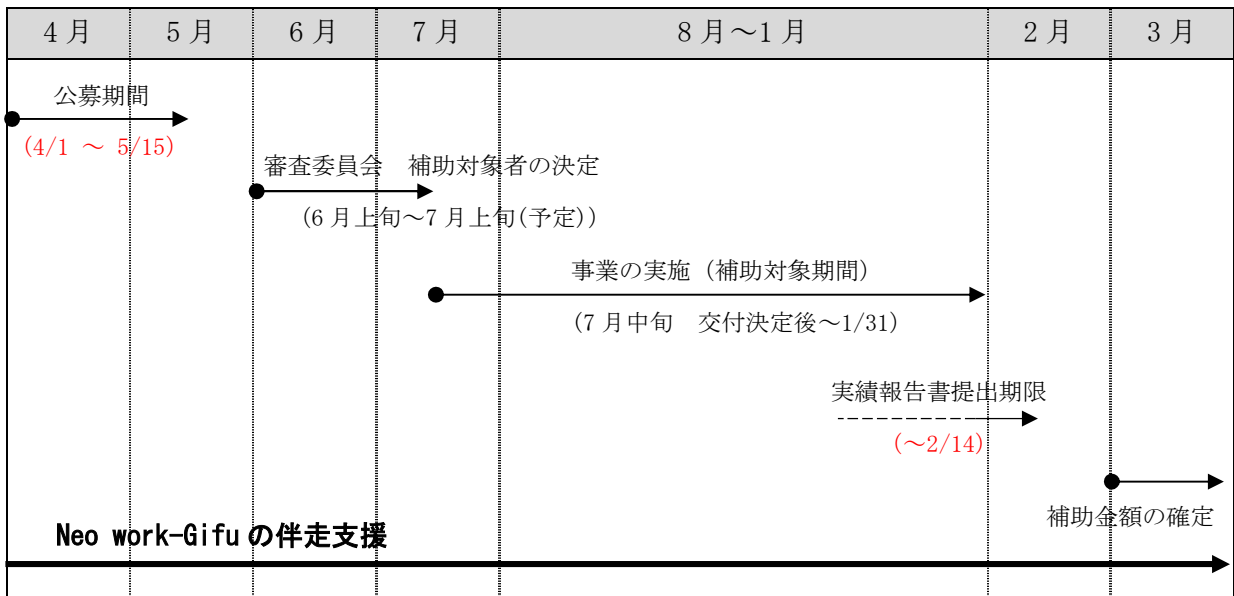 4月 5月 6月 7月 8月～1月 2月 3月
公募期間
(4/1 ～ 5/15)
審査委員会　補助対象者の決定
(6月上旬～7月上旬(予定))
事業の実施（補助対象期間）
(7月中旬　交付決定後～1/31)
実績報告書提出期限
(～2/14)
補助金額の確定
Neo work-Gifuの伴走支援